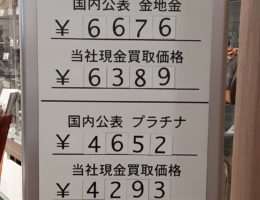 国内公表 金地金
¥ 6676
当社現金買取価格
¥ 6389
国内公表 プラチナ
¥ 4652
当社現金買取価格
¥ 4293